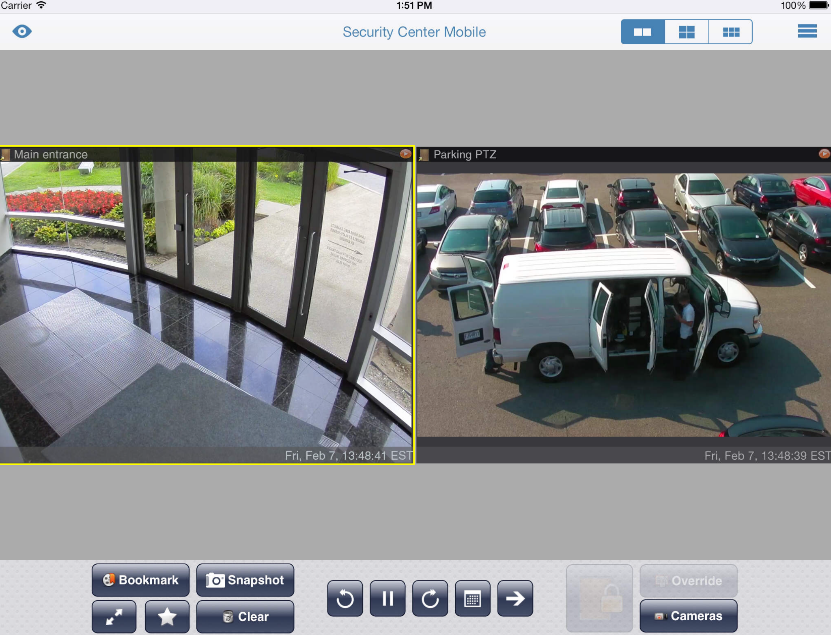 Carrier
1:51 PM
100%
Security Center Mobile
Main entrance
Parking PTZ
Fri, Feb 7, 13:48:41 EST
Fri, Feb 7, 13:48:39 EST
Bookmark
Snapshot
Clear
Override
Cameras